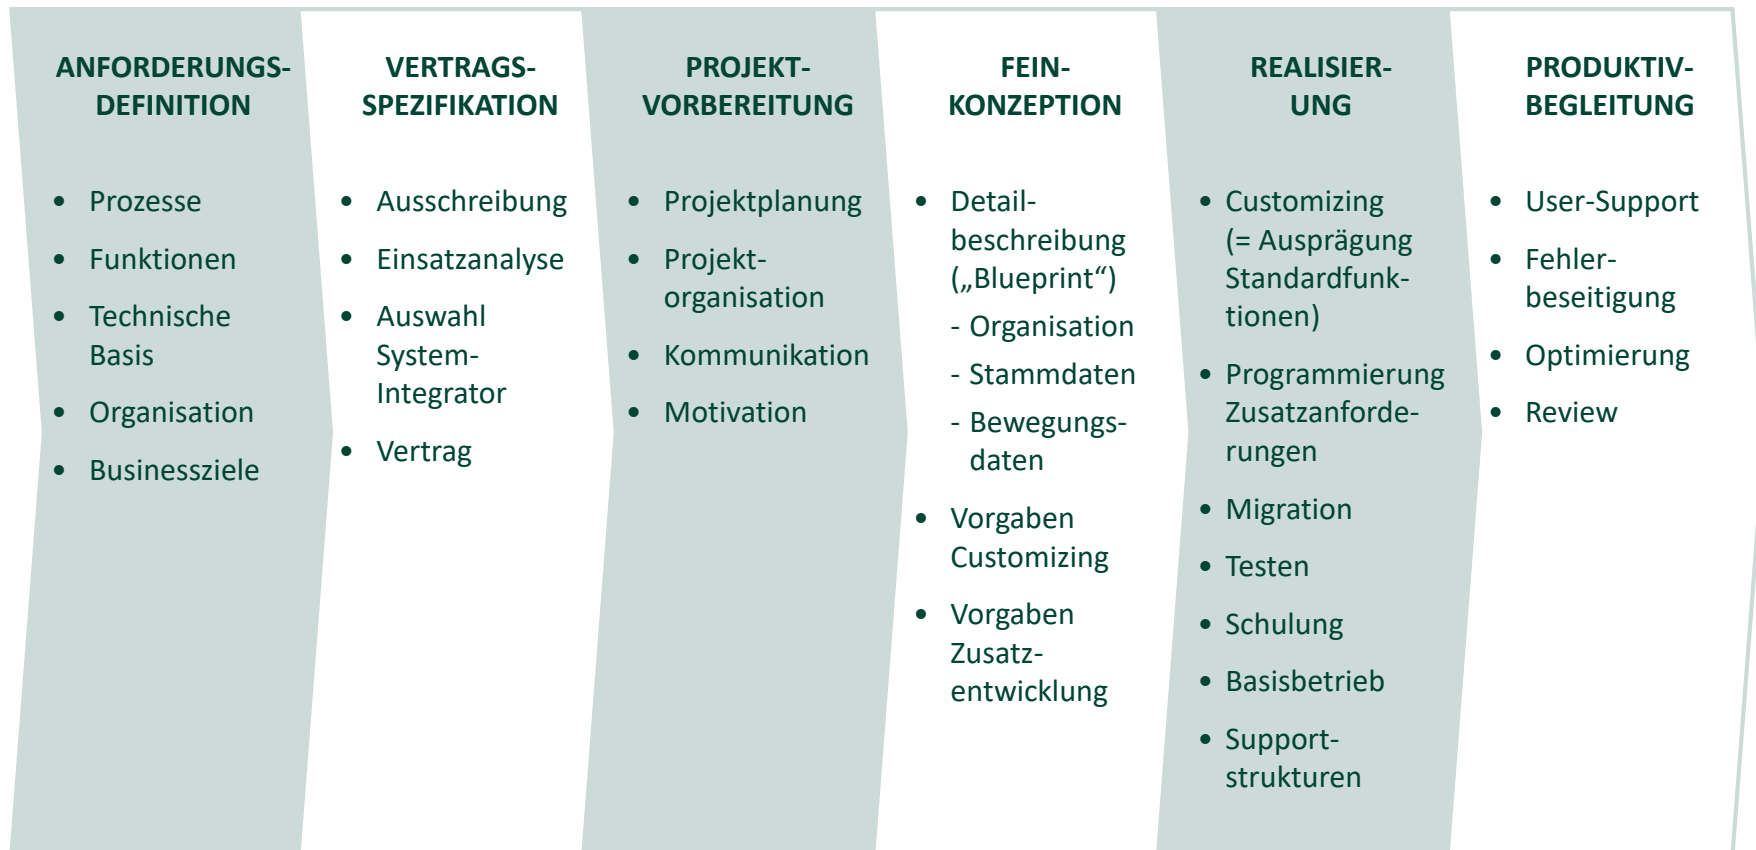 ANFORDERUNGS-
DEFINITION
• Prozesse
• Funktionen
• Technische
Basis
• Organisation
• Businessziele
VERTRAGS-
SPEZIFIKATION
• Ausschreibung
• Einsatzanalyse
• Auswahl
System-
Integrator
• Vertrag
PROJEKT-
VORBEREITUNG
• Projektplanung
• Projekt-
organisation
• Kommunikation
• Motivation
FEIN-
KONZEPTION
• Detail-
beschreibung
(„Blueprint“)
- Organisation
- Stammdaten
- Bewegungs-
daten
• Vorgaben
Customizing
• Vorgaben
Zusatz-
entwicklung
REALISIER-
UNG
• Customizing
(= Ausprägung
Standardfunk-
tionen)
• Programmierung
Zusatzanforde-
rungen
• Migration
• Testen
• Schulung
• Basisbetrieb
• Support-
strukturen
PRODUKTIV-
BEGLEITUNG
• User-Support
• Fehler-
beseitigung
• Optimierung
• Review